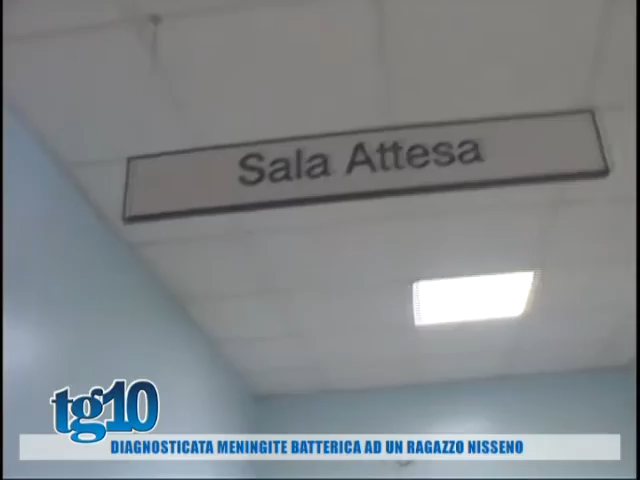 Sala Attesa
tg10
DIAGNOSTICATA MENINGITE BATTERICA AD UN RAGAZZO NISSENO